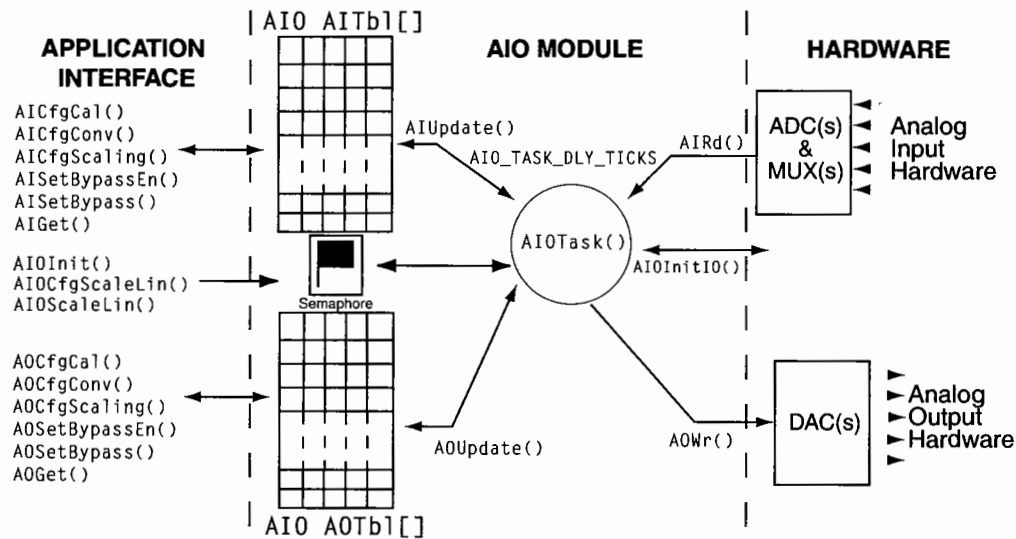 AIO AITbl[]
APPLICATION
INTERFACE
AIO MODULE
HARDWARE
AICfgCal()
AICfgConv()
AICfgScaling()
AISetBypassEn()
AISetBypass()
AIGet()
AIUpdate()
AIO_TASK_DLY_TICKS
AIRd()
ADC(s)
&
MUX(s)
Analog
Input
Hardware
AIOInit()
AIOCfgScaleLin()
AIOScaleLin()
Semaphore
AIOTask()
AIOInitIO()
AOCfgCal()
AOCfgConv()
AOCfgScaling()
AOSetBypassEn()
AOSetBypass()
AOGet()
AOUpdate()
AOWr()
DAC(s)
Analog
Output
Hardware
AIO AOTbl[]